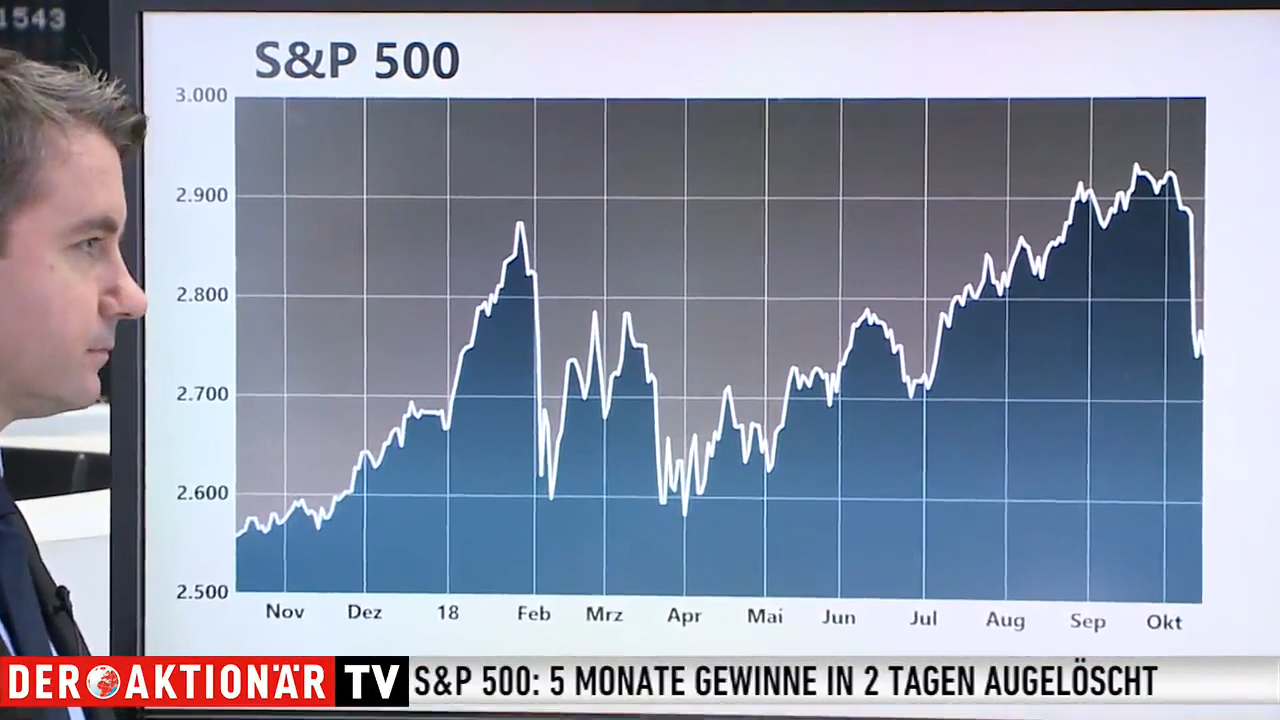 1543
S&P 500
3.000
2.900
2.800
2.700
2.600
2.500
Nov Dez 18 Feb Mrz Apr Mai Jun Jul Aug Sep Okt
DER AKTIONÄR TV S&P 500: 5 MONATE GEWINNE IN 2 TAGEN AUGELÖSCHT